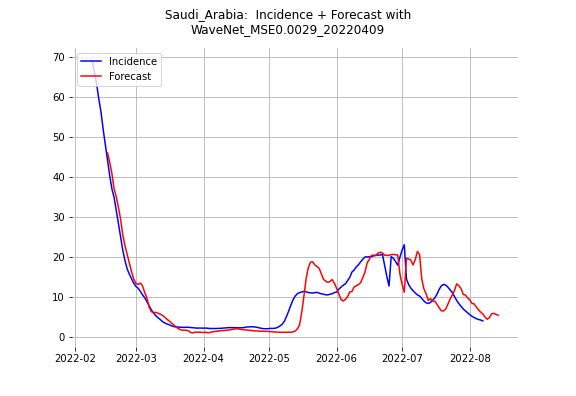 Saudi_Arabia:  Incidence + Forecast with
WaveNet_MSE0.0029_20220409
Incidence
Forecast
70
60
50
40
30
20
10
0
2022-02 2022-03 2022-04 2022-05 2022-06 2022-07 2022-08